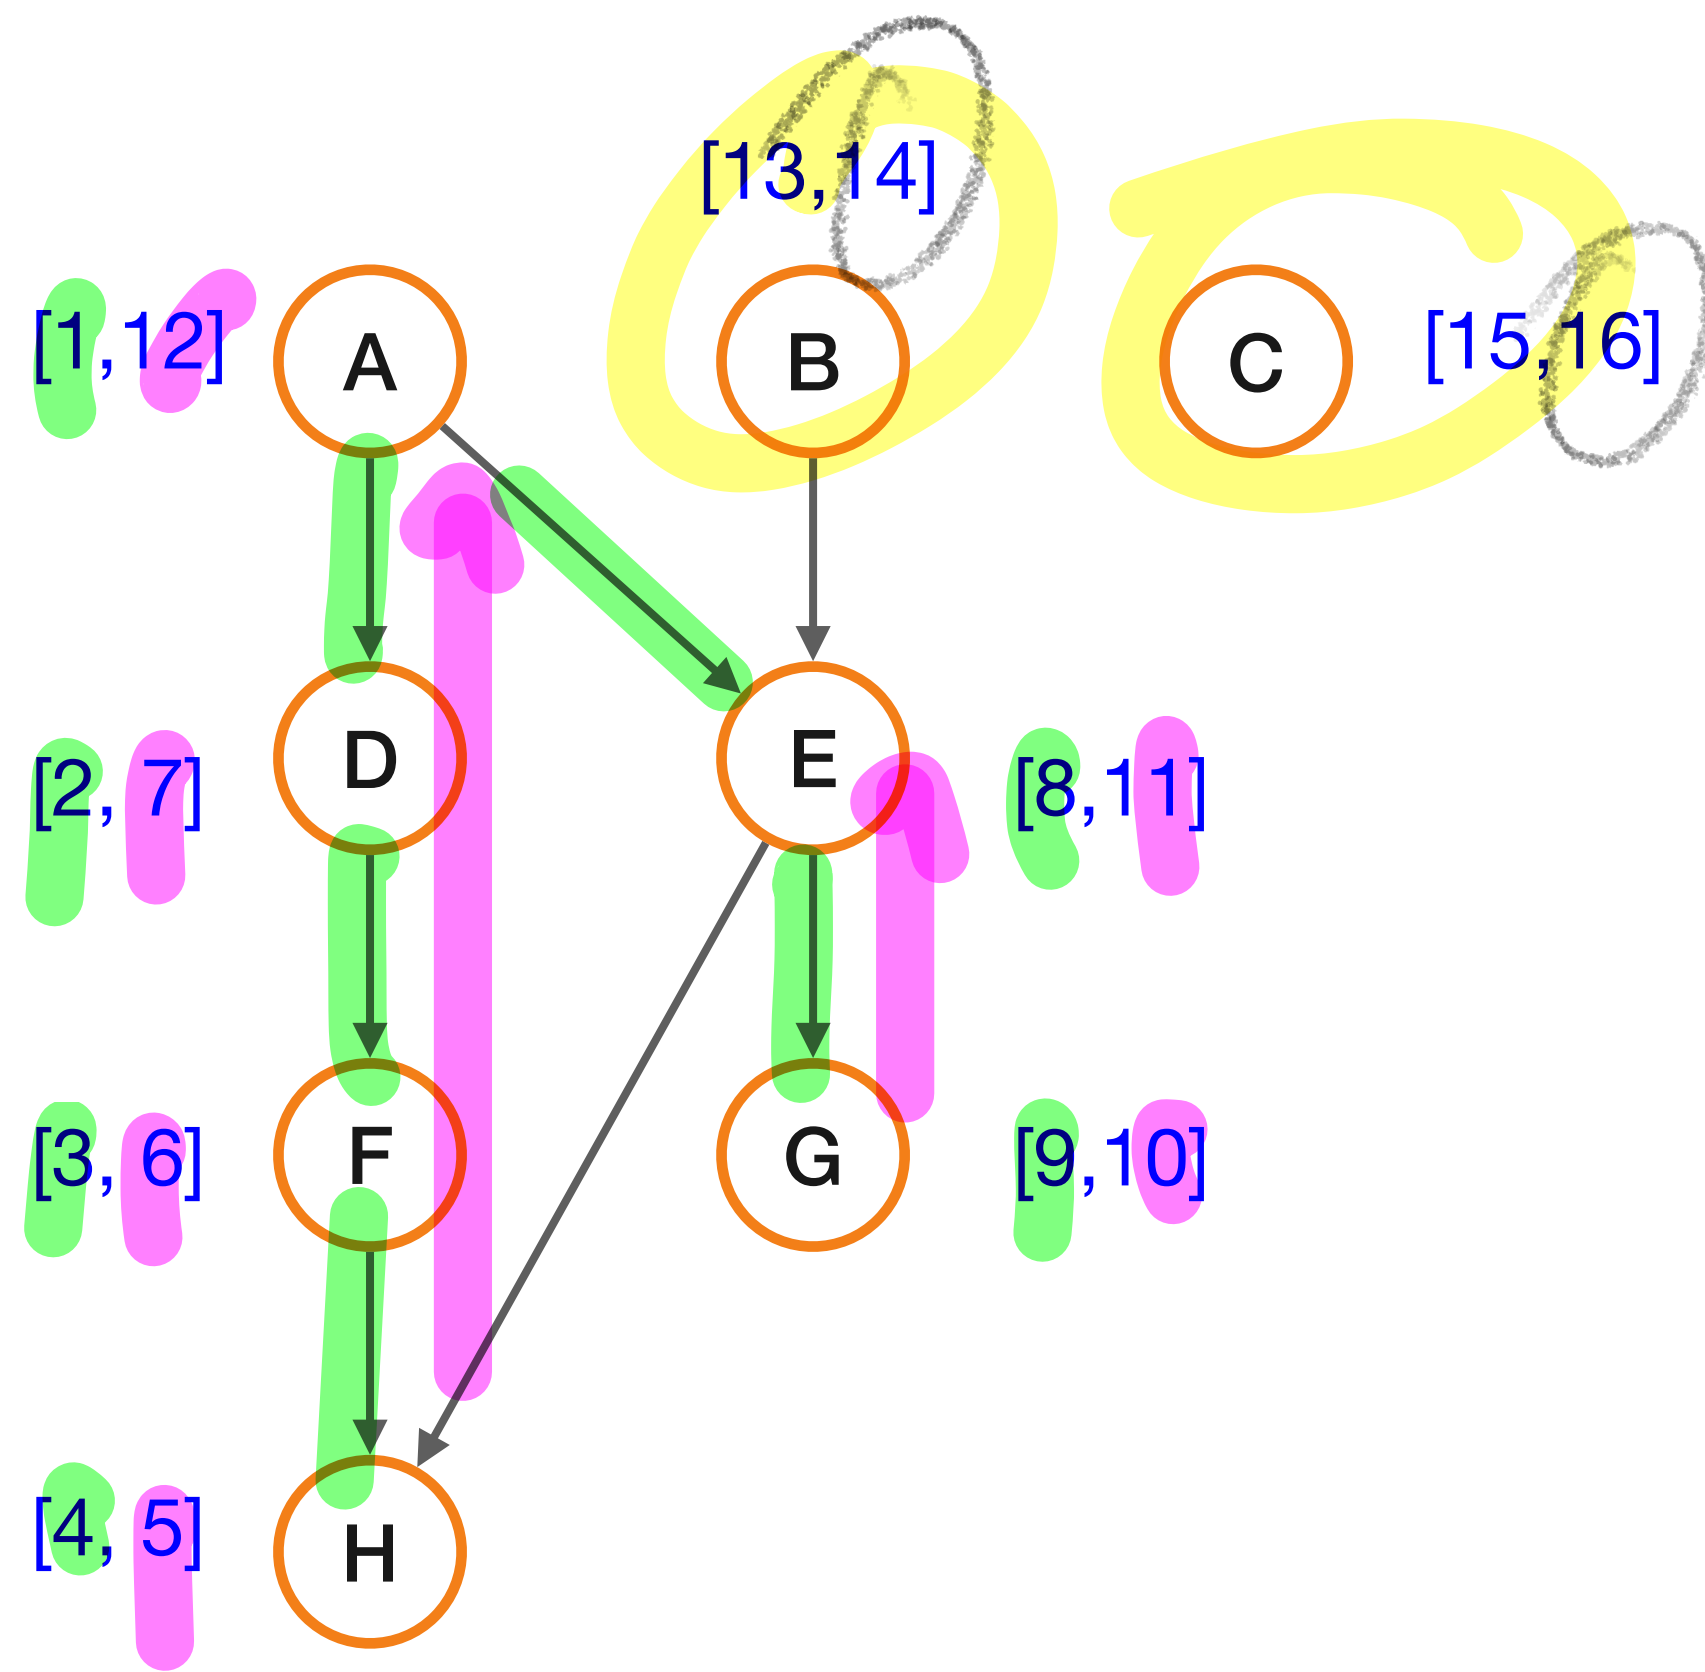 [13,14]
[1,12]
A
B
C
[15,16]
[2, 7]
D
E
[8,11]
[3, 6]
F
G
[9,10]
[4, 5]
H